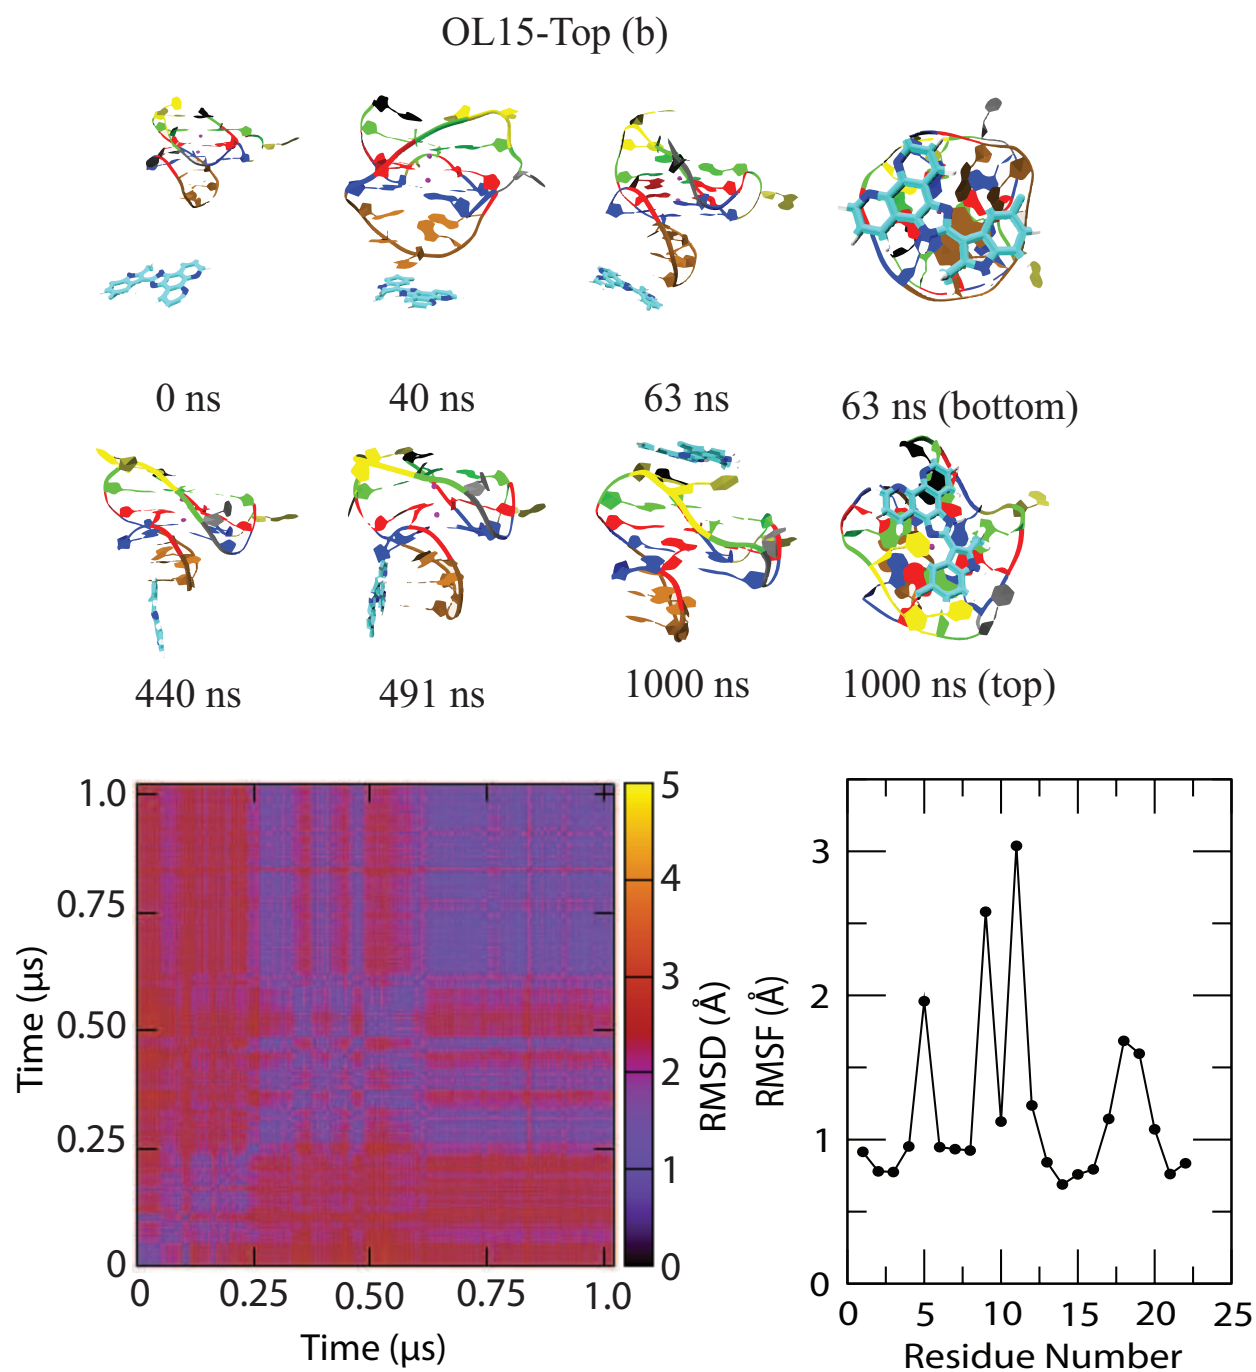 OL15-Top (b)
0 ns
40 ns
63 ns
63 ns (bottom)
440 ns
491 ns
1000 ns
1000 ns (top)
1.0
0.75
0.50
0.25
0
Time (µs)
0
0.25
0.50
0.75
1.0
Time (µs)
5
4
3
2
1
0
RMSD (Å)
3
2
1
0
RMSF (Å)
0
5
10
15
20
25
Residue Number